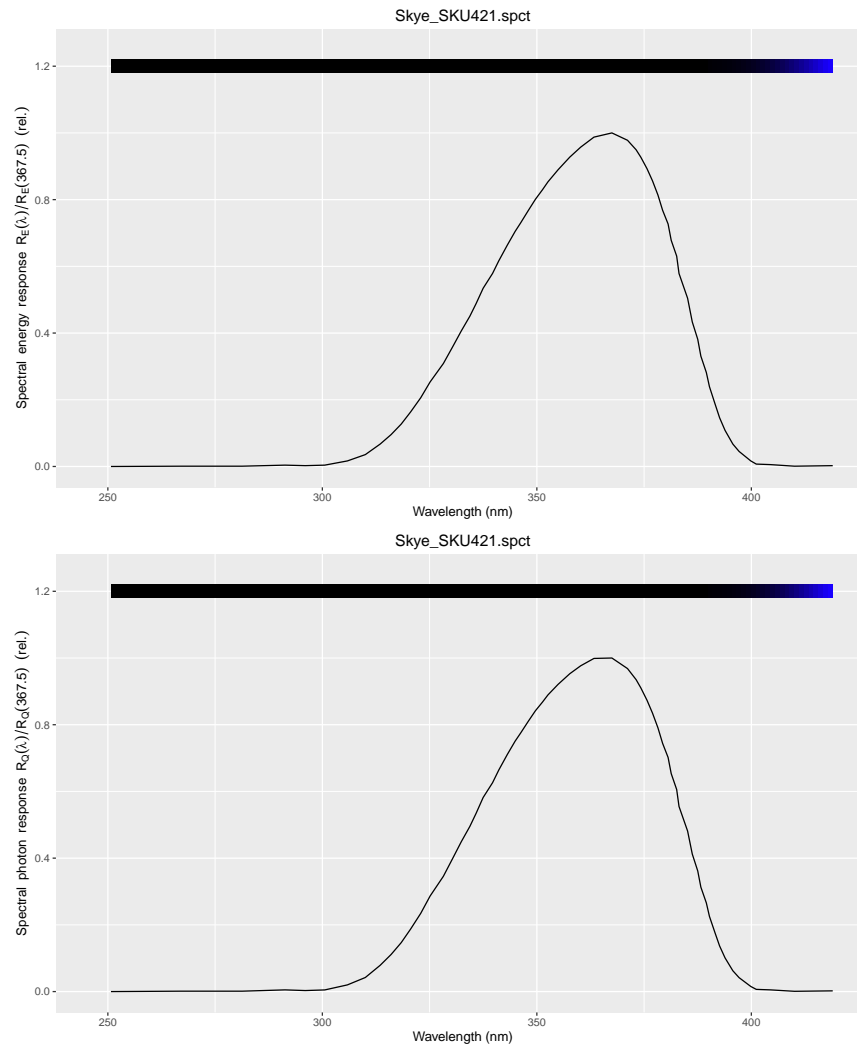 Skye_SKU421.spct
1.2
0.8
0.4
0.0
Spectral energy response R_E(λ)/R_E(367.5) (rel.)
250 300 350 400
Wavelength (nm)
Skye_SKU421.spct
1.2
0.8
0.4
0.0
Spectral photon response R_Q(λ)/R_Q(367.5) (rel.)
250 300 350 400
Wavelength (nm)